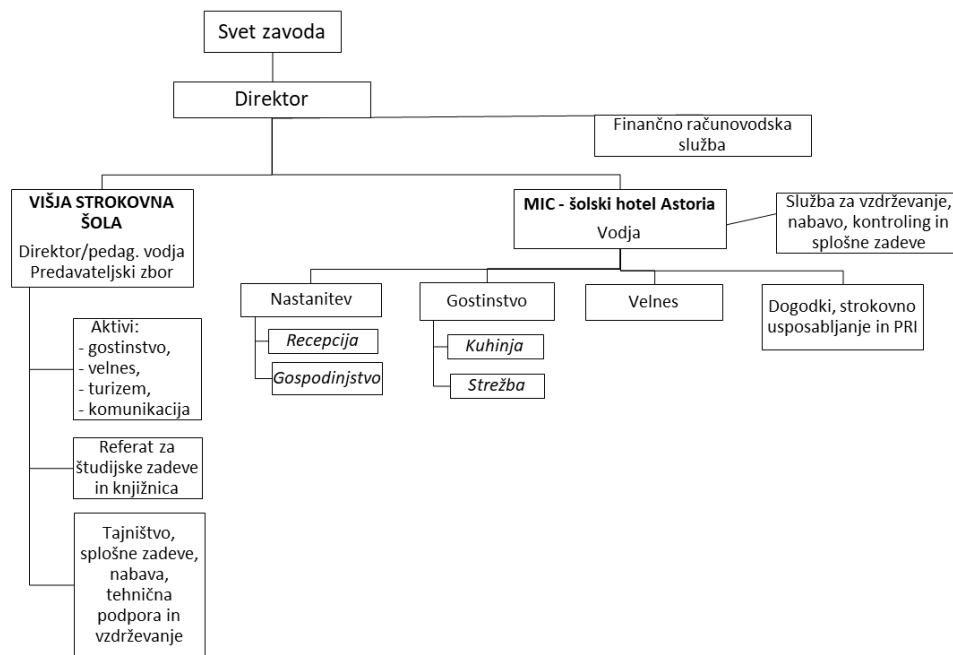 Svet zavoda
Direktor
Finančno računovodska
služba
VIŠJA STROKOVNA
ŠOLA
Direktor/pedag. vodja
Predavateljski zbor
MIC - šolski hotel Astoria
Vodja
Služba za vzdrževanje,
nabavo, kontroling in
splošne zadeve
Nastanitev
Recepcija
Gospodinjstvo
Gostinstvo
Kuhinja
Strežba
Velnes
Dogodki, strokovno
usposabljanje in PRI
Aktivi:
- gostinstvo,
- velnes,
- turizem,
- komunikacija
Referat za
študijske zadeve
in knjižnica
Tajništvo,
splošne zadeve,
nabava,
tehnična
podpora in
vzdrževanje